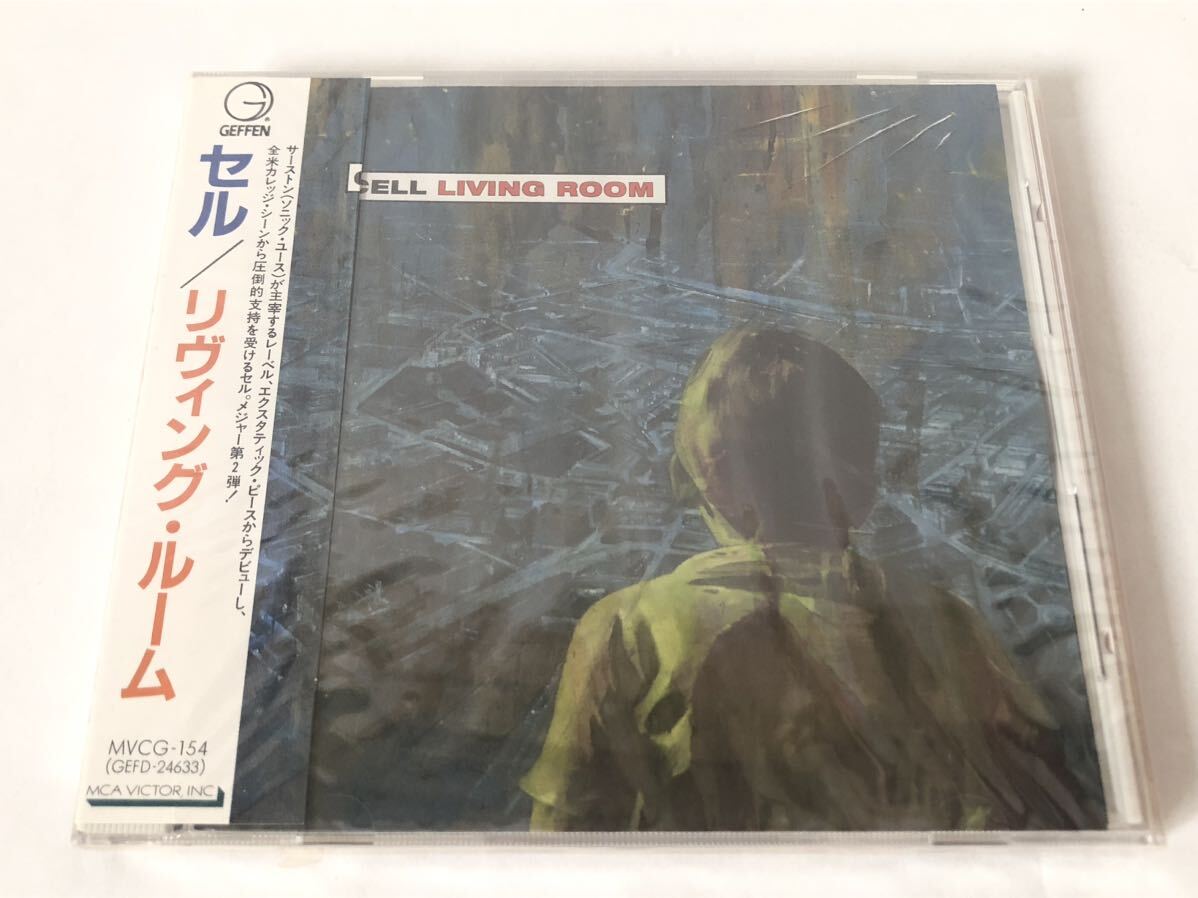 GEFFEN
セル／リヴィング・ルーム
サーストン(ソニック・ユース)が主宰するレーベル、エクスタティック・ピースからデビューし、
全米カレッジ・シーンから圧倒的支持を受けるセル。メジャー第2弾!
MVCG-154
(GEFD-24633)
MCA VICTOR, INC
CELL LIVING ROOM